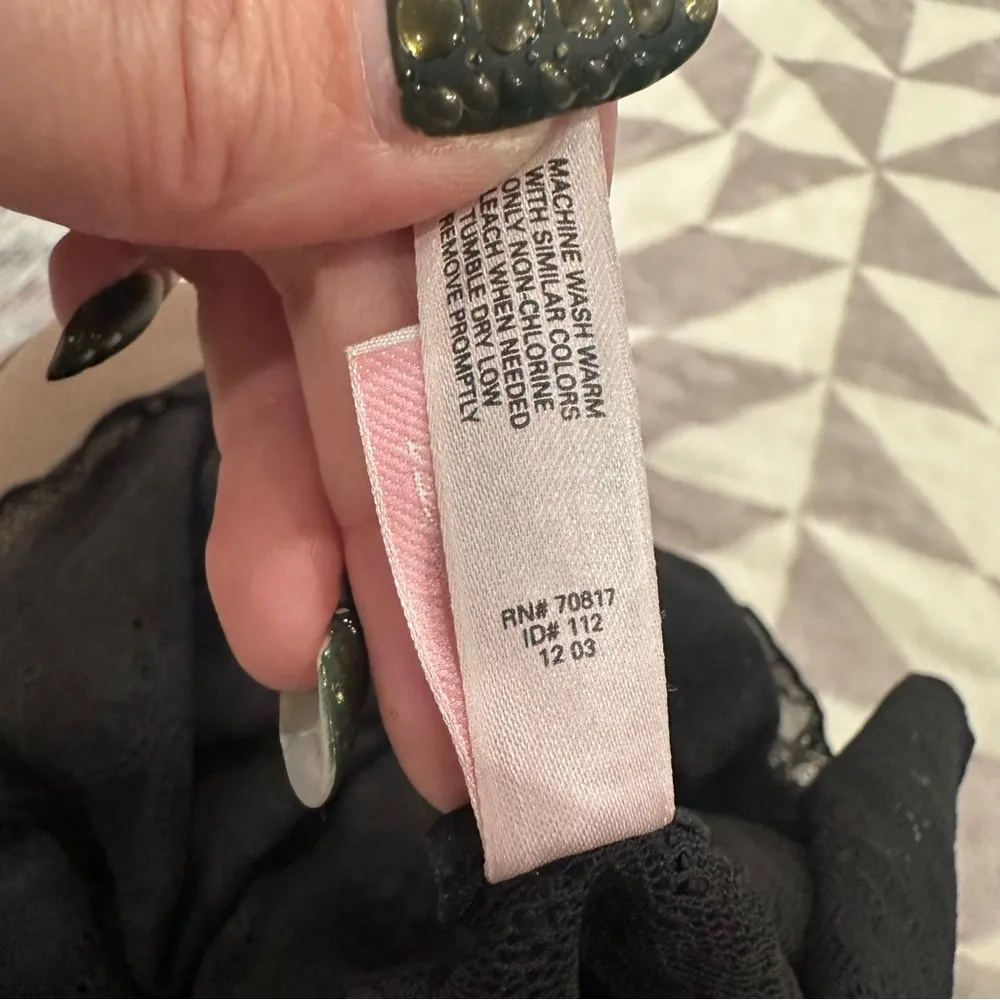 MACHINE WASH WARM
WITH SIMILAR COLORS
ONLY NON-CHLORINE
LEACH WHEN NEEDED
TUMBLE DRY LOW
REMOVE PROMPTLY
RN# 70817
ID# 112
12 03